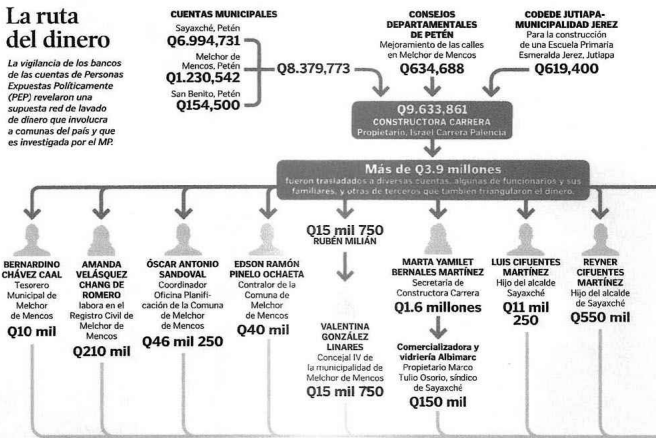 La ruta
del dinero
La vigilancia de los bancos
de las cuentas de Personas
Expuestas Políticamente
(PEP) revelaron una
supuesta red de lavado
de dinero que involucra
a comunas del país y que
es investigada por el MP.
CUENTAS MUNICIPALES
Sayaxché, Petén
Q6.994,731
Melchor de
Mencos, Petén
Q1.230,542
San Benito, Petén
Q154,500
Q8.379,773
CONSEJOS
DEPARTAMENTALES
DE PETÉN
Mejoramiento de las calles
en Melchor de Mencos
Q634,688
CODEDE JUTIAPA-
MUNICIPALIDAD JEREZ
Para la construcción
de una Escuela Primaria
Esmeralda Jerez, Jutiapa
Q619,400
Q9.633,861
CONSTRUCTORA CARRERA
Propietario, Israel Carrera Palencia
Más de Q3.9 millones
fueron trasladados a diversas cuentas, algunas de funcionarios y sus
familiares, y otras de terceros que también triangularon el dinero.
BERNARDINO
CHÁVEZ CAAL
Tesorero
Municipal de
Melchor
de Mencos
Q10 mil
AMANDA
VELÁSQUEZ
CHANG DE
ROMERO
labora en el
Registro Civil de
Melchor de
Mencos
Q210 mil
ÓSCAR ANTONIO
SANDOVAL
Coordinador
Oficina Planifi-
cación de la Comuna
de Melchor
de Mencos
Q46 mil 250
EDSON RAMÓN
PINELO OCHAETA
Contralor de la
Comuna de
Melchor
de Mencos
Q40 mil
Q15 mil 750
RUBÉN MILIÁN
VALENTINA
GONZÁLEZ
LINARES
Concejal IV de
la municipalidad de
Melchor de Mencos
Q15 mil 750
MARTA YAMILET
BERNALES MARTÍNEZ
Secretaria de
Constructora Carrera
Q1.6 millones
Comercializadora y
vidriería Albimarc
Propietario Marco
Tulio Osorio, síndico
de Sayaxché
Q150 mil
LUIS CIFUENTES
MARTÍNEZ
Hijo del alcalde
Sayaxché
Q11 mil
250
REYNER
CIFUENTES
MARTÍNEZ
Hijo del alcalde
de Sayaxché
Q550 mil